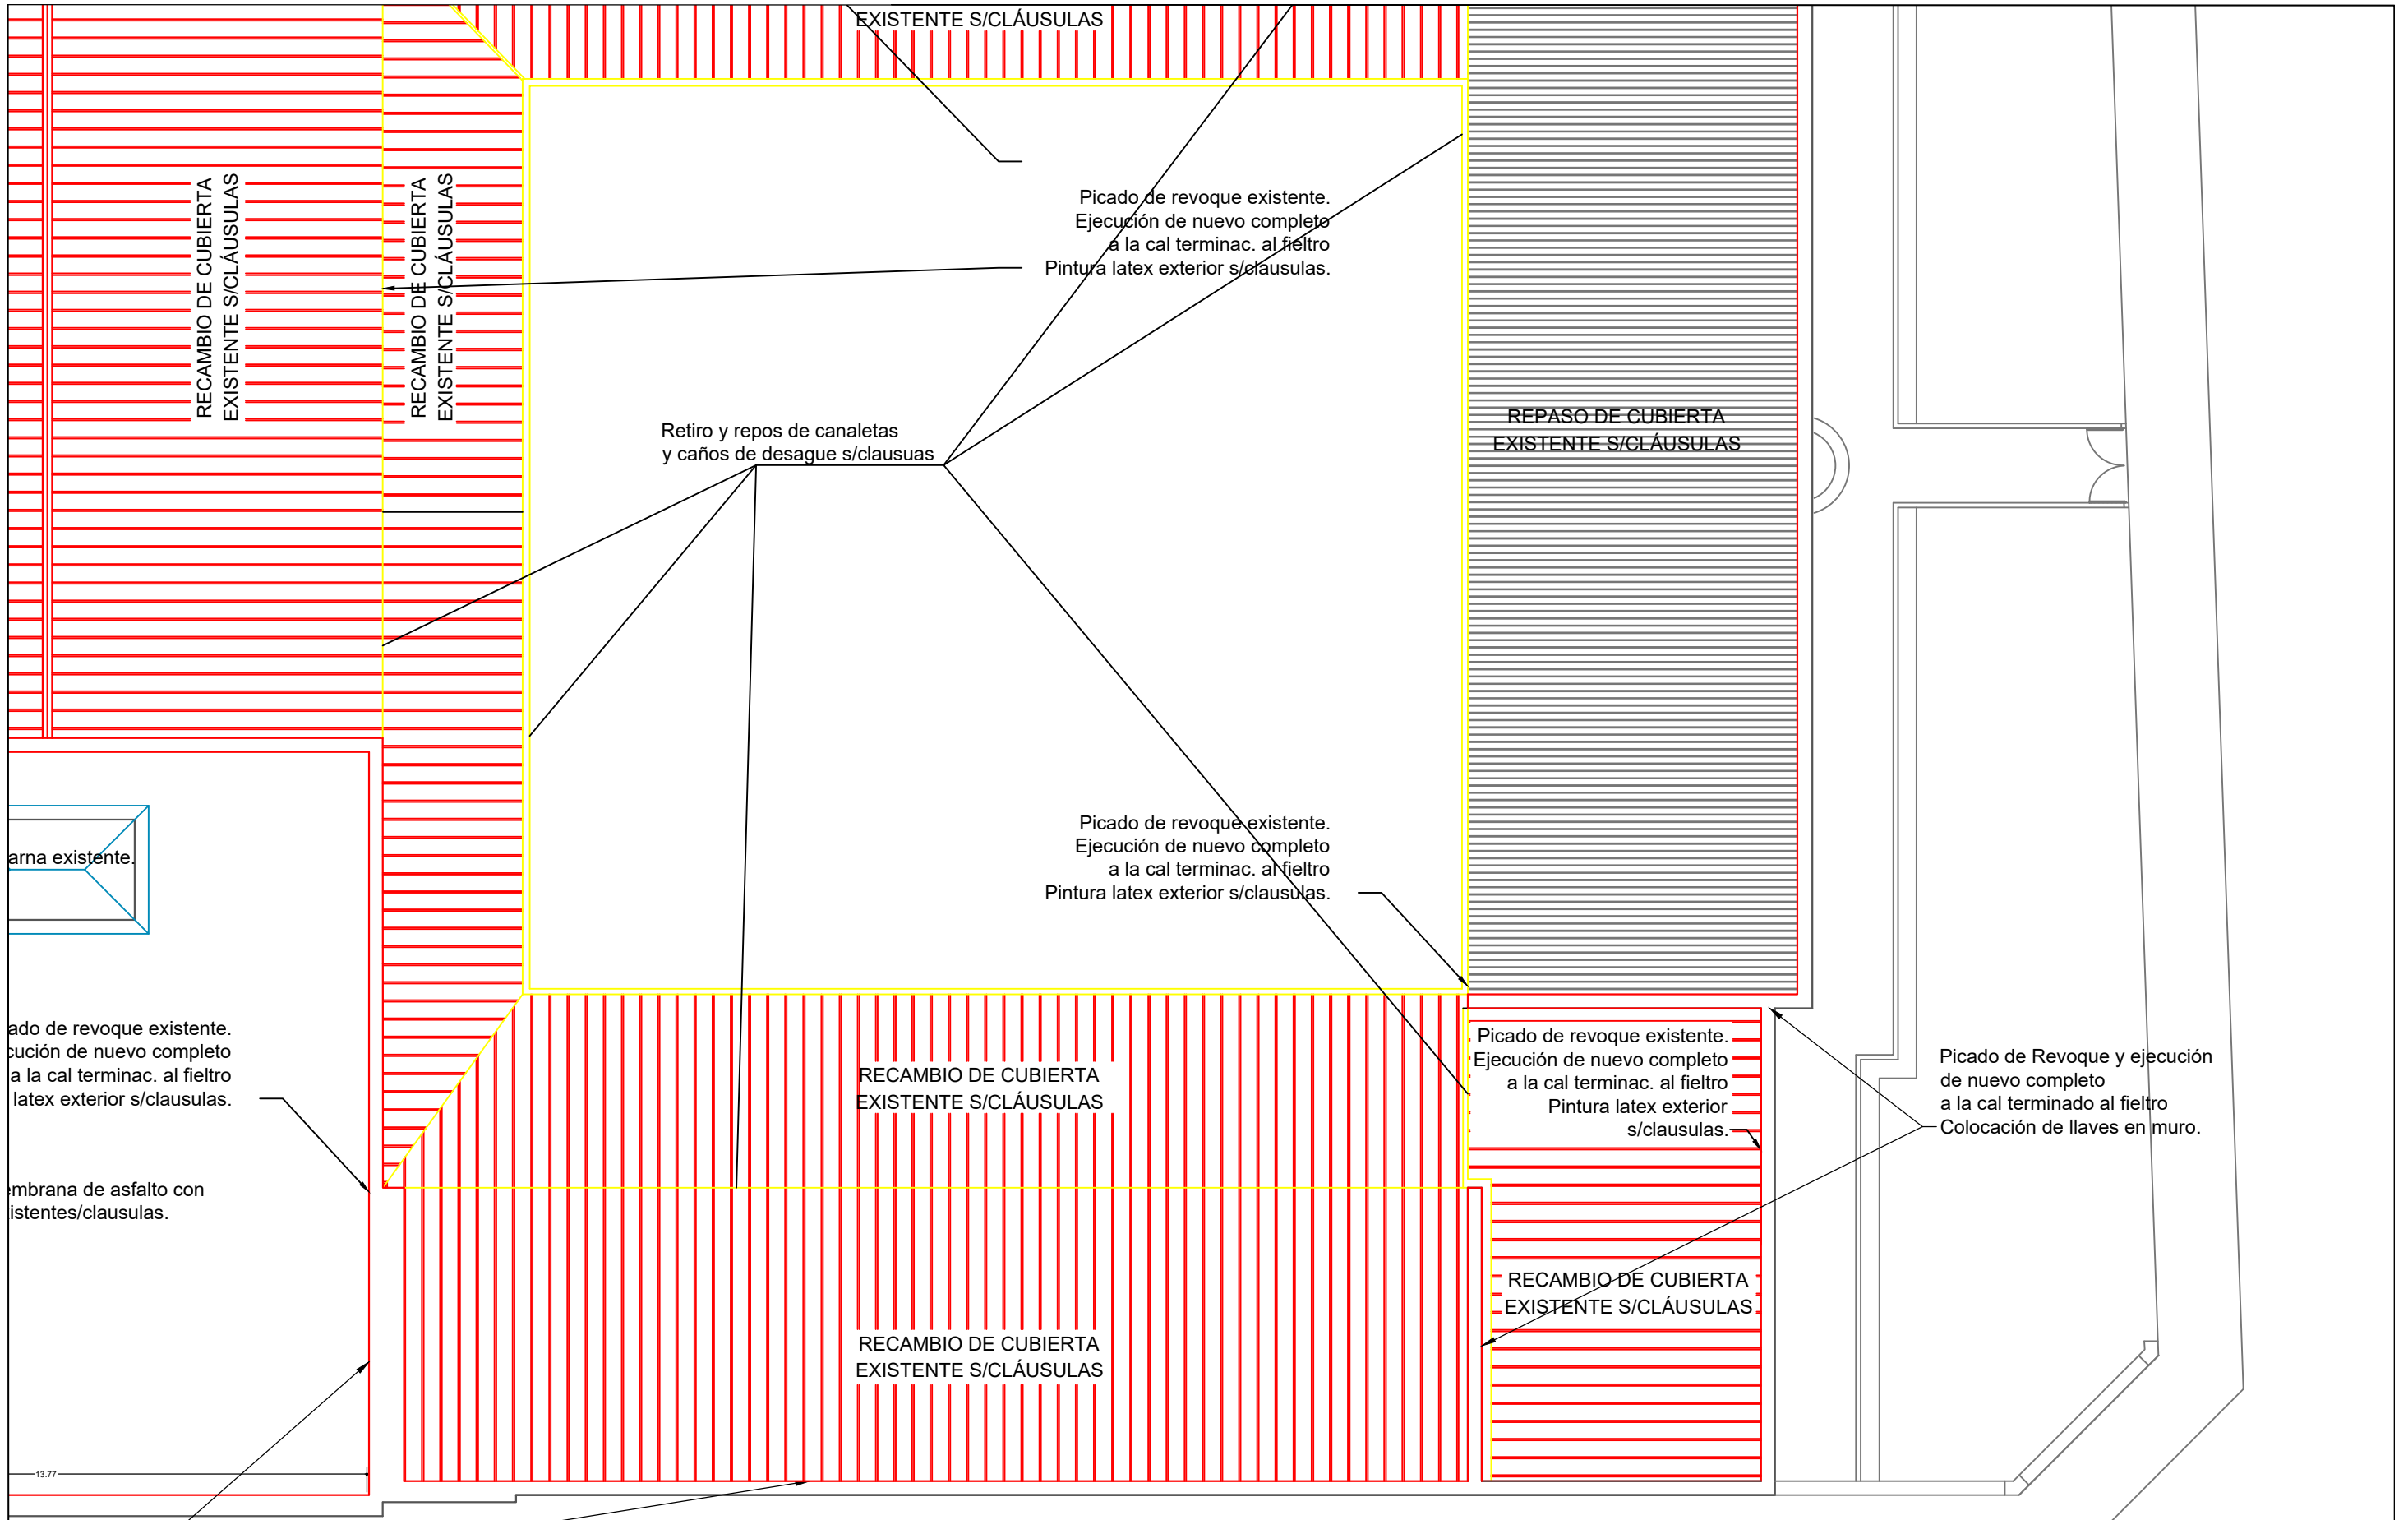 EXISTENTE S/CLÁUSULAS
RECAMBIO DE CUBIERTA
EXISTENTE S/CLÁUSULAS
RECAMBIO DE CUBIERTA
EXISTENTE S/CLÁUSULAS
Picado de revoque existente.
Ejecución de nuevo completo
a la cal terminac. al fieltro
Pintura latex exterior s/clausulas.
Retiro y repos de canaletas
y caños de desague s/clausuas
REPASO DE CUBIERTA
EXISTENTE S/CLÁUSULAS
Picado de revoque existente.
Ejecución de nuevo completo
a la cal terminac. al fieltro
Pintura latex exterior s/clausulas.
arna existente.
ado de revoque existente.
cución de nuevo completo
a la cal terminac. al fieltro
latex exterior s/clausulas.
RECAMBIO DE CUBIERTA
EXISTENTE S/CLÁUSULAS
Picado de revoque existente.
Ejecución de nuevo completo
a la cal terminac. al fieltro
Pintura latex exterior
s/clausulas.
Picado de Revoque y ejecución
de nuevo completo
a la cal terminado al fieltro
Colocación de llaves en muro.
embrana de asfalto con
istentes/clausulas.
RECAMBIO DE CUBIERTA
EXISTENTE S/CLÁUSULAS
RECAMBIO DE CUBIERTA
EXISTENTE S/CLÁUSULAS
13.77